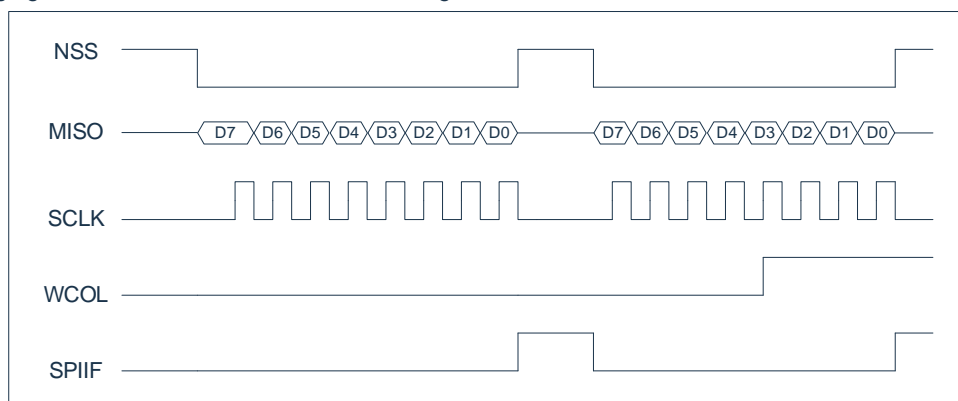 NSS
MISO D7 D6 D5 D4 D3 D2 D1 D0 D7 D6 D5 D4 D3 D2 D1 D0
SCLK
WCOL
SPIIF